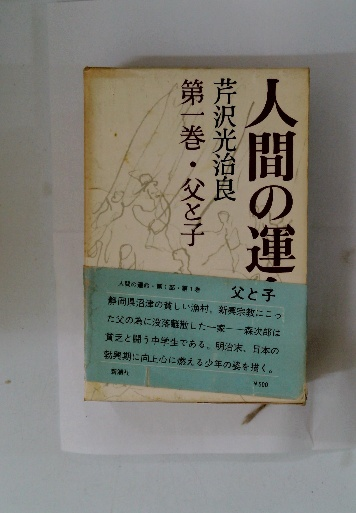 人間の運
芹沢光治良
第一巻・父と子
人間の運命・第1部・第1巻
父と子
静岡県沼津の貧しい漁村。新興宗教にこっ
た父の為に没落離散した一家――森次郎は
貧乏と闘う中学生である。明治末、日本の
勃興期に向上心に燃える少年の姿を描く。
新潮社
¥500